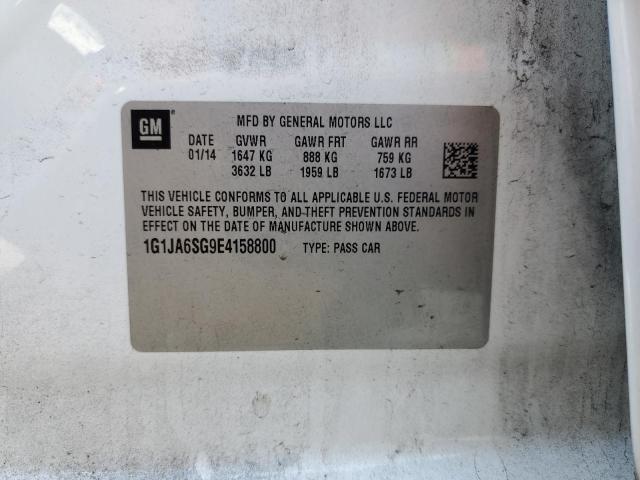 GM
MFD BY GENERAL MOTORS LLC
DATE GVWR GAWR FRT GAWR RR
01/14 1647 KG 888 KG 759 KG
3632 LB 1959 LB 1673 LB
THIS VEHICLE CONFORMS TO ALL APPLICABLE U.S. FEDERAL MOTOR
VEHICLE SAFETY, BUMPER, AND THEFT PREVENTION STANDARDS IN
EFFECT ON THE DATE OF MANUFACTURE SHOWN ABOVE.
1G1JA6SG9E4158800 TYPE: PASS CAR